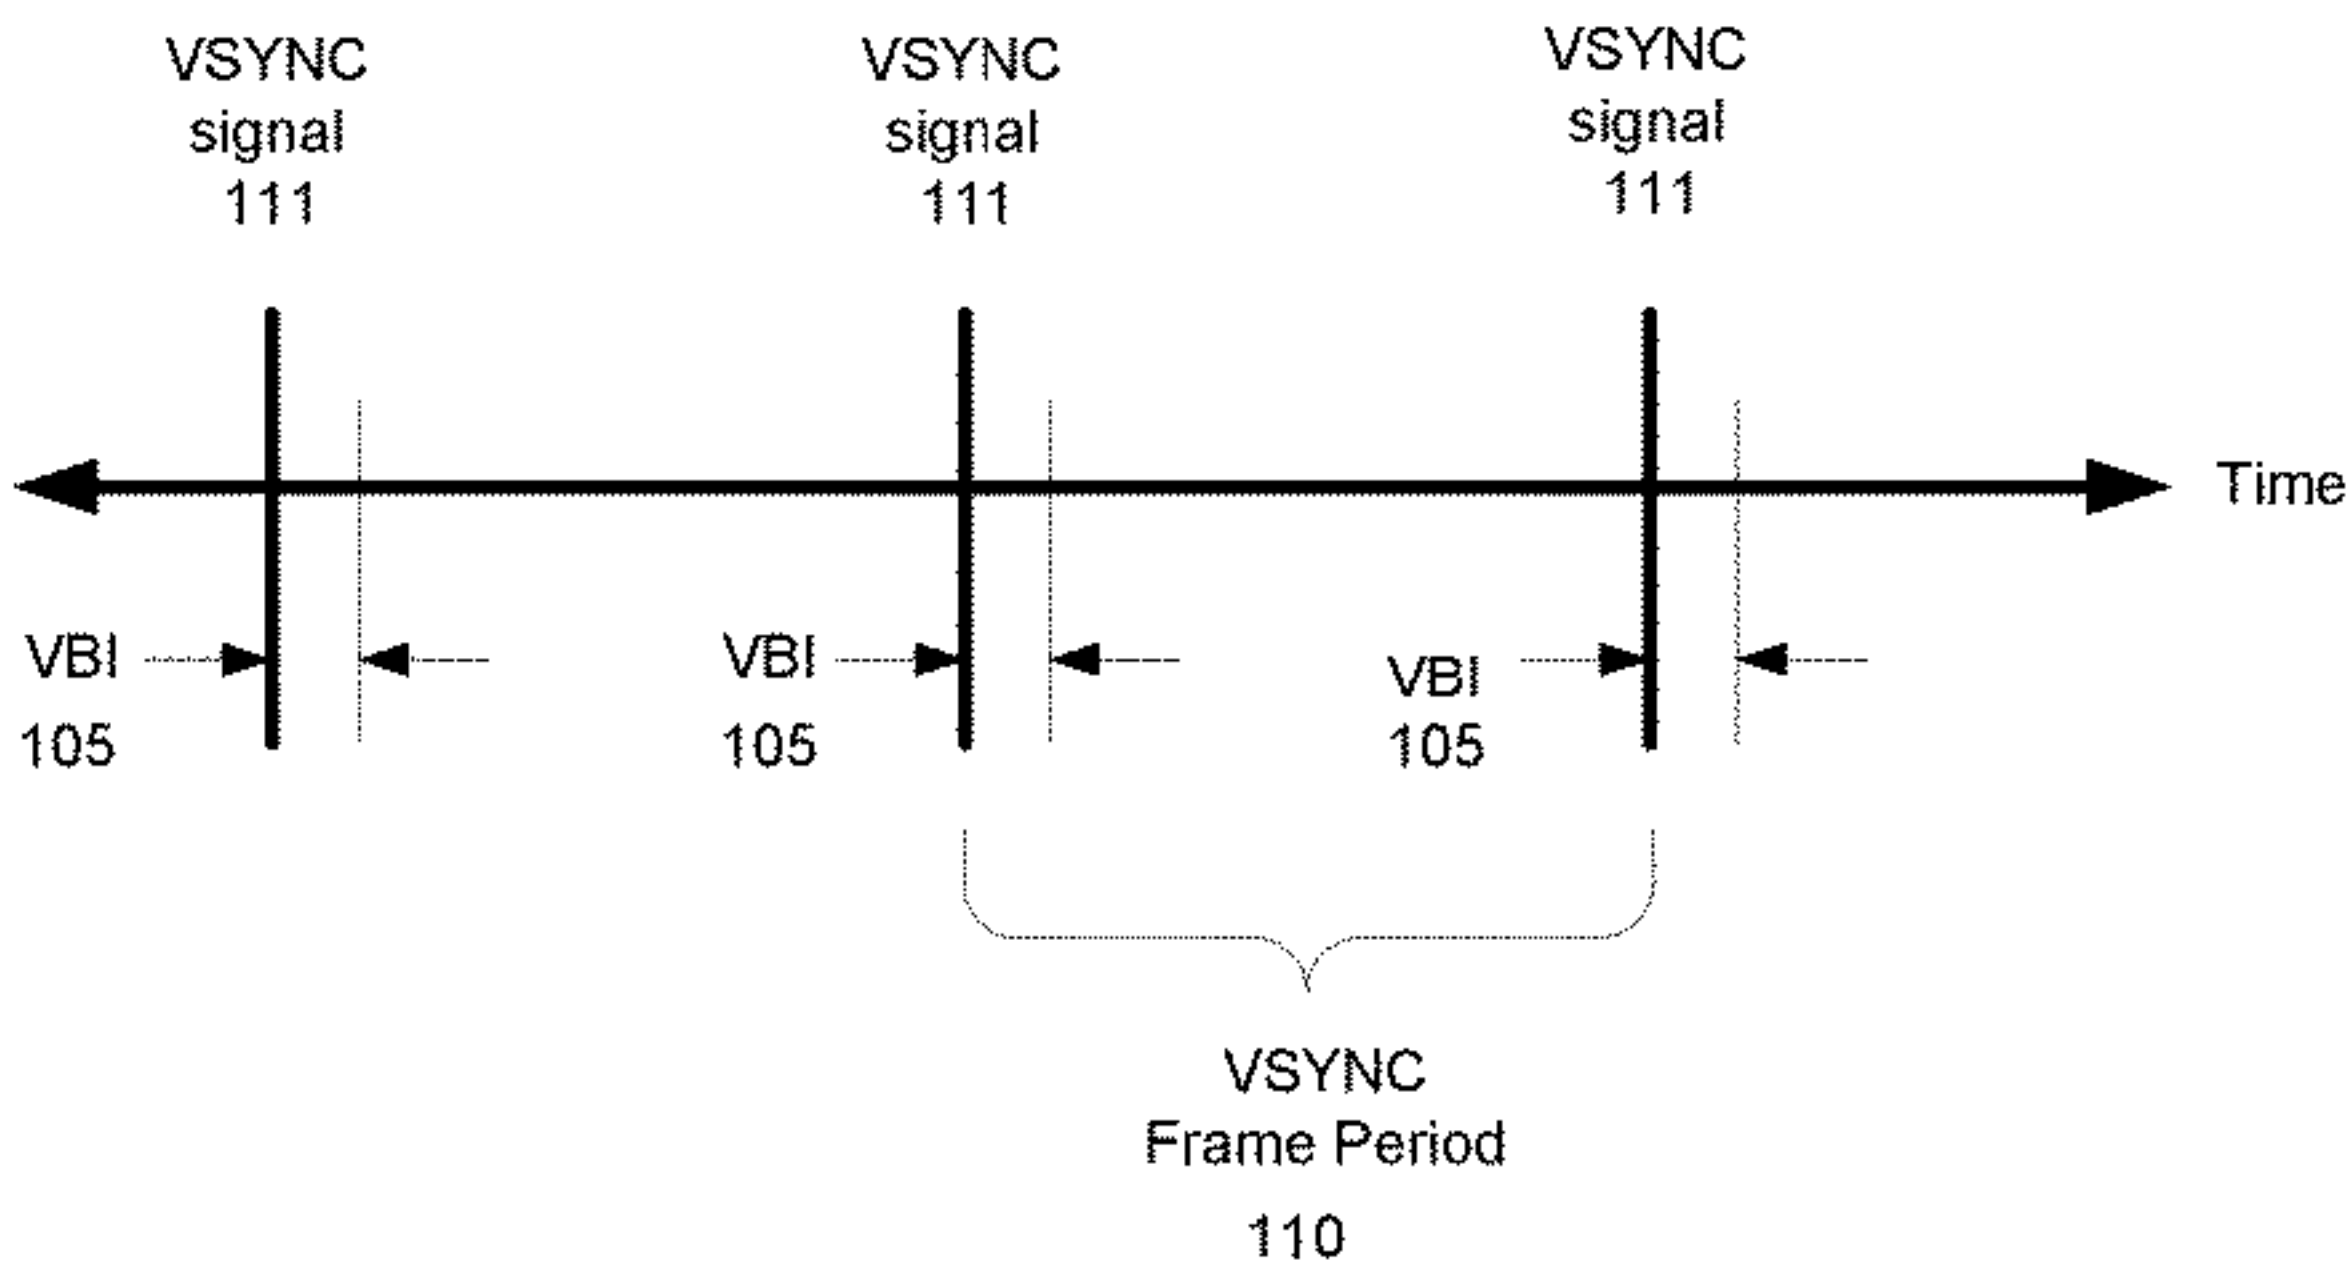 VSYNC
signal
111
VSYNC
signal
111
VSYNC
signal
111
Time
VBI
105
VBI
105
VBI
105
VSYNC
Frame Period
110